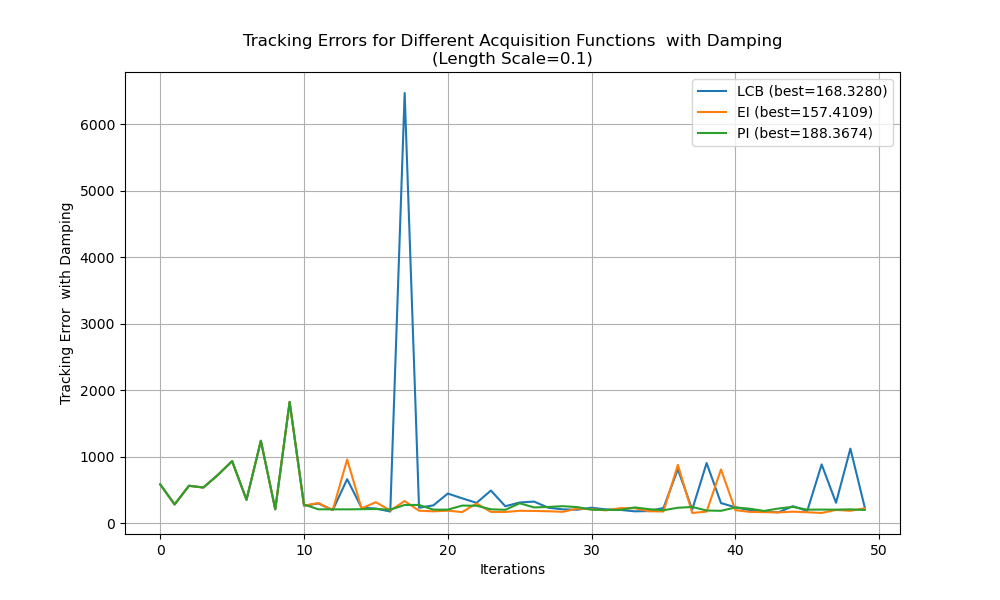 Tracking Errors for Different Acquisition Functions  with Damping
(Length Scale=0.1)
LCB (best=168.3280)
EI (best=157.4109)
PI (best=188.3674)
Tracking Error  with Damping
6000
5000
4000
3000
2000
1000
0
0 10 20 30 40 50
Iterations